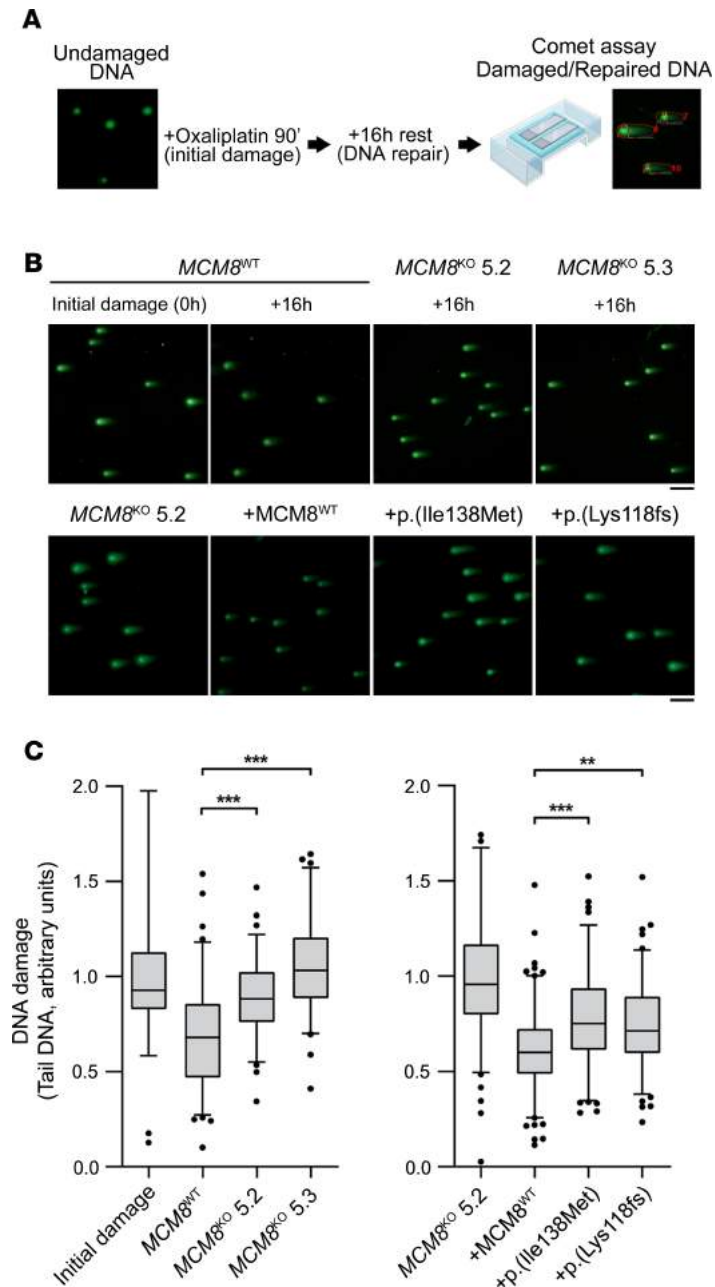 A
Undamaged
DNA
+Oxaliplatin 90'
(initial damage)
+16h rest
(DNA repair)
Comet assay
Damaged/Repaired DNA
B
MCM8ᵂᵀ
MCM8ᴷᴼ 5.2
MCM8ᴷᴼ 5.3
Initial damage (0h)
+16h
+16h
+16h
MCM8ᴷᴼ 5.2
+MCM8ᵂᵀ
+p.(Ile138Met)
+p.(Lys118fs)
C
DNA damage
(Tail DNA, arbitrary units)
2.0
1.5
1.0
0.5
0.0
***
***
Initial damage
MCM8ᵂᵀ
MCM8ᴷᴼ 5.2
MCM8ᴷᴼ 5.3
2.0
1.5
1.0
0.5
0.0
**
***
MCM8ᴷᴼ 5.2
+MCM8ᵂᵀ
+p.(Ile138Met)
+p.(Lys118fs)